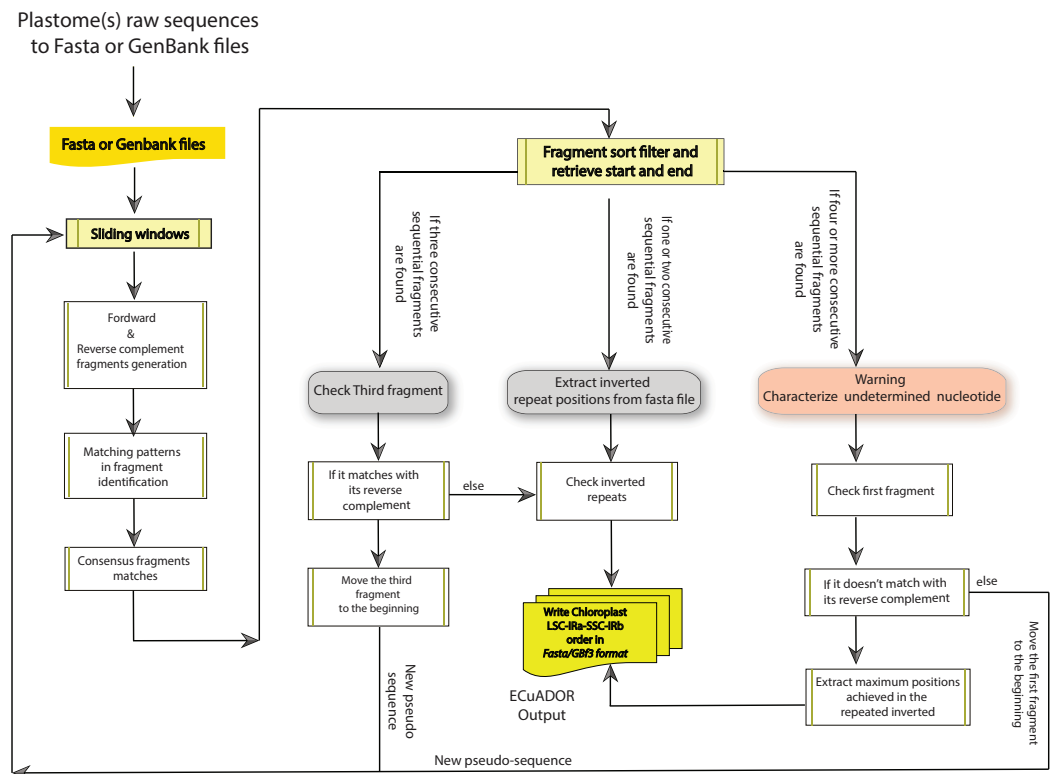 Plastome(s) raw sequences
to Fasta or GenBank files
Fasta or Genbank files
Sliding windows
Fordward
&
Reverse complement
fragments generation
Matching patterns
in fragment
identification
Consensus fragments
matches
Fragment sort filter and
retrieve start and end
If three consecutive
sequential fragments
are found
If one or two consecutive
sequential fragments
are found
If four or more consecutive
sequential fragments
are found
Check Third fragment
Extract inverted
repeat positions from fasta file
Warning
Characterize undetermined nucleotide
If it matches with
its reverse
complement
else
Check inverted
repeats
Check first fragment
Move the third
fragment
to the beginning
Write Chloroplast
LSC-IRa-SSC-IRb
order in
Fasta/GBf3 format
If it doesn't match with
its reverse complement
else
New pseudo
sequence
ECuADOR
Output
Extract maximum positions
achieved in the
repeated inverted
Move the first fragment
to the beginning
New pseudo-sequence